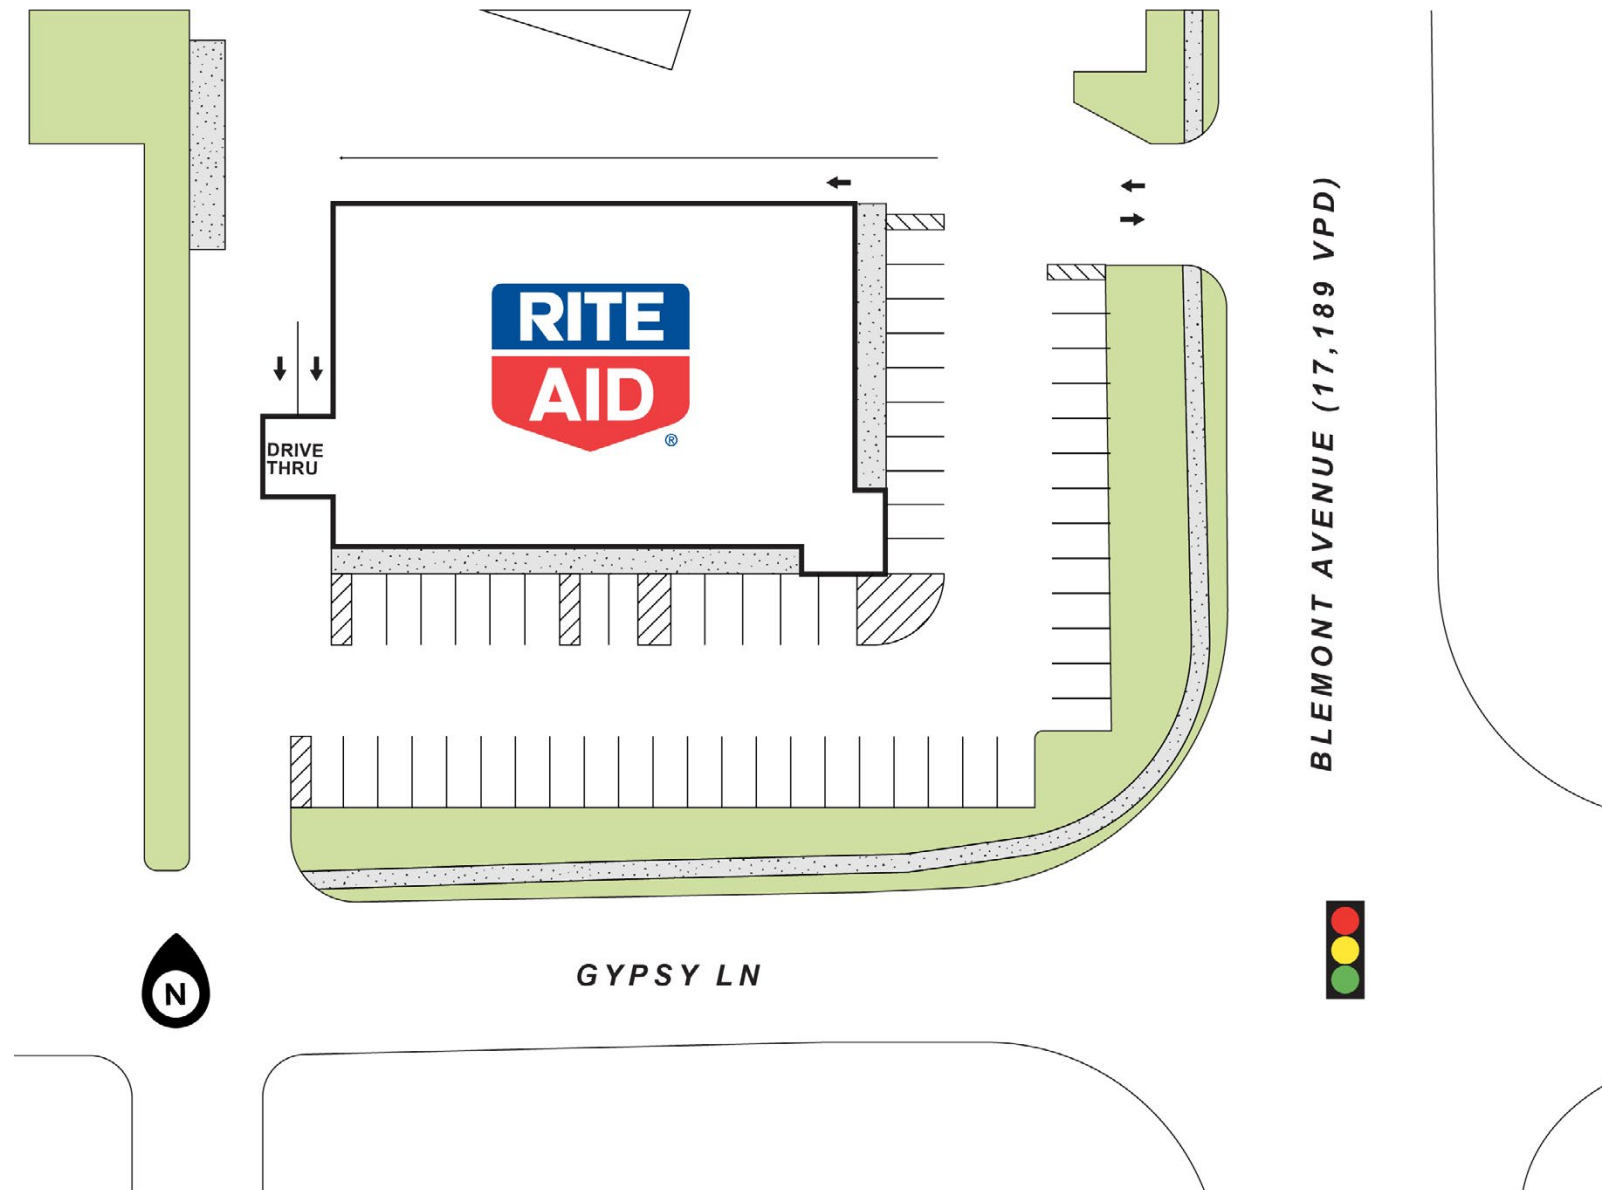 RITE
AID
®
DRIVE
THRU
BLEMONT AVENUE (17,189 VPD)
GYPSY LN
N